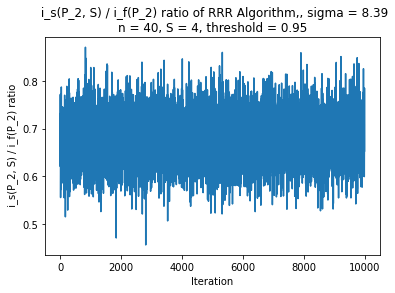 i_s(P_2, S) / i_f(P_2) ratio of RRR Algorithm,, sigma = 8.39
n = 40, S = 4, threshold = 0.95
i_s(P_2, S) / i_f(P_2) ratio
0.8
0.7
0.6
0.5
0 2000 4000 6000 8000 10000
Iteration